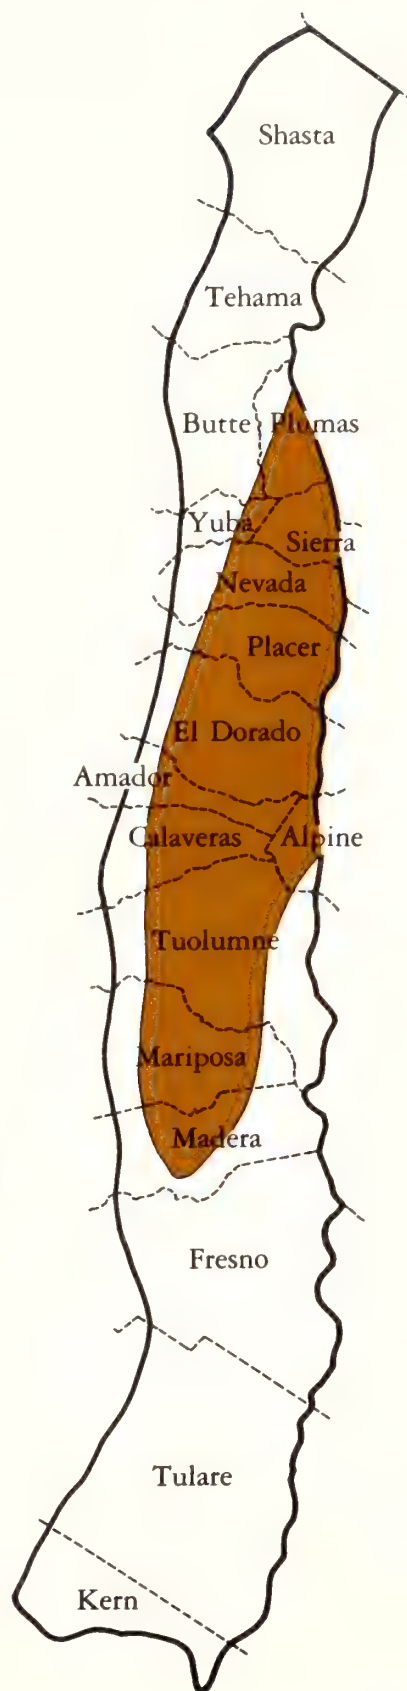 Shasta
Tehama
Butte
Plumas
Yuba
Sierra
Nevada
Placer
El Dorado
Amador
Calaveras
Alpine
Tuolumne
Mariposa
Madera
Fresno
Tulare
Kern